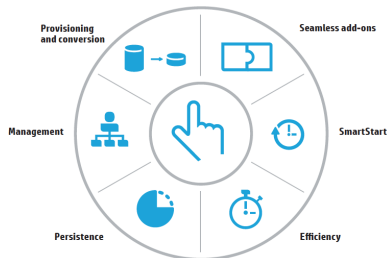 Provisioning
and conversion
Seamless add-ons
Management
SmartStart
Persistence
Efficiency